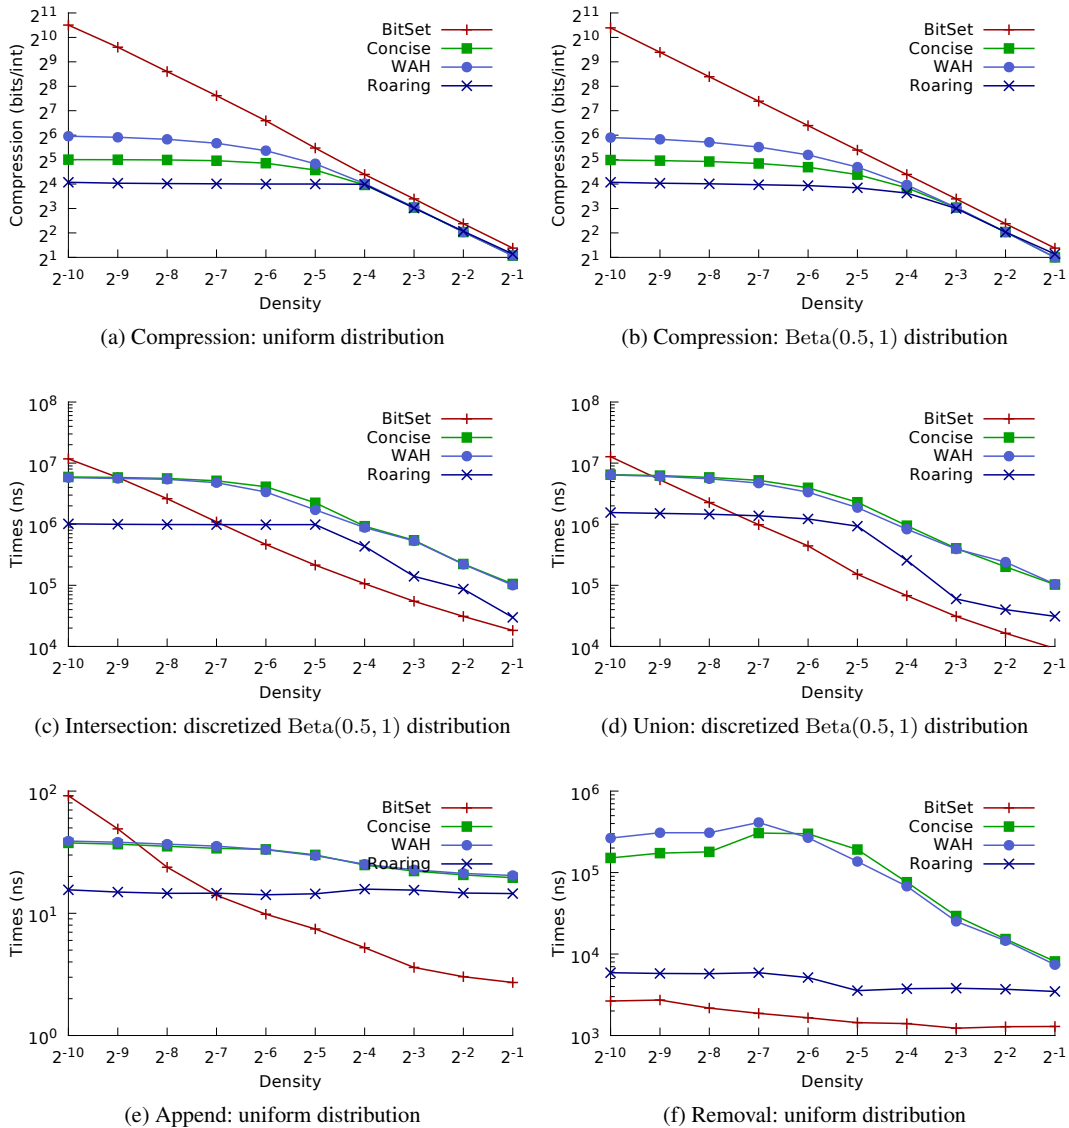 2^11
2^10
2^9
2^8
2^7
2^6
2^5
2^4
2^3
2^2
2^1
Compression (bits/int)
BitSet
Concise
WAH
Roaring
2^-10 2^-9 2^-8 2^-7 2^-6 2^-5 2^-4 2^-3 2^-2 2^-1
Density
(a) Compression: uniform distribution
2^11
2^10
2^9
2^8
2^7
2^6
2^5
2^4
2^3
2^2
2^1
Compression (bits/int)
BitSet
Concise
WAH
Roaring
2^-10 2^-9 2^-8 2^-7 2^-6 2^-5 2^-4 2^-3 2^-2 2^-1
Density
(b) Compression: Beta(0.5, 1) distribution
10^8
10^7
10^6
10^5
10^4
Times (ns)
BitSet
Concise
WAH
Roaring
2^-10 2^-9 2^-8 2^-7 2^-6 2^-5 2^-4 2^-3 2^-2 2^-1
Density
(c) Intersection: discretized Beta(0.5, 1) distribution
10^8
10^7
10^6
10^5
10^4
Times (ns)
BitSet
Concise
WAH
Roaring
2^-10 2^-9 2^-8 2^-7 2^-6 2^-5 2^-4 2^-3 2^-2 2^-1
Density
(d) Union: discretized Beta(0.5, 1) distribution
10^2
10^1
10^0
Times (ns)
BitSet
Concise
WAH
Roaring
2^-10 2^-9 2^-8 2^-7 2^-6 2^-5 2^-4 2^-3 2^-2 2^-1
Density
(e) Append: uniform distribution
10^6
10^5
10^4
10^3
Times (ns)
BitSet
Concise
WAH
Roaring
2^-10 2^-9 2^-8 2^-7 2^-6 2^-5 2^-4 2^-3 2^-2 2^-1
Density
(f) Removal: uniform distribution